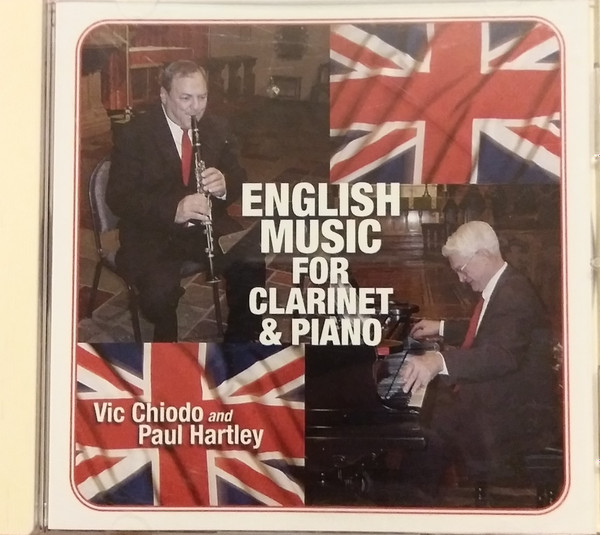 ENGLISH
MUSIC
FOR
CLARINET
& PIANO
Vic Chiodo and
Paul Hartley